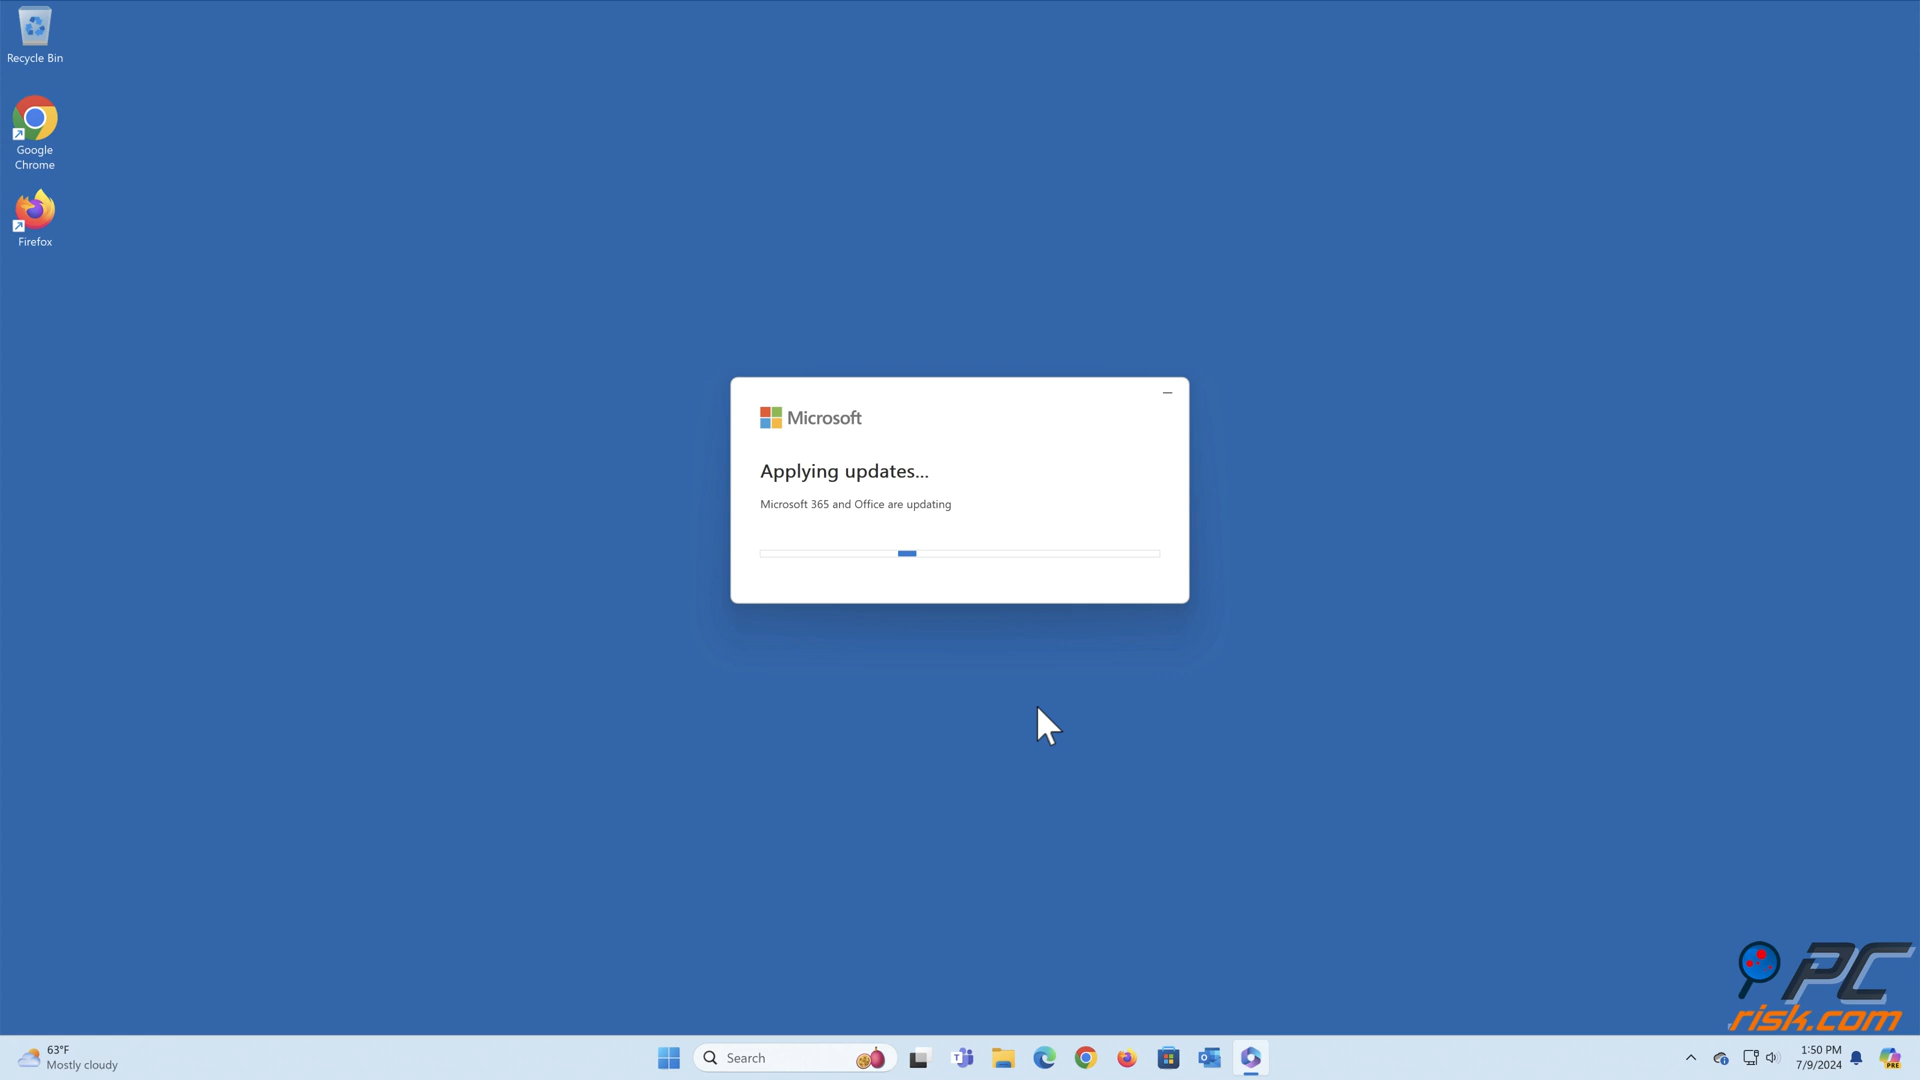 Recycle Bin
Google
Chrome
Firefox
Microsoft
Applying updates...
Microsoft 365 and Office are updating
PC
risk.com
63°F
Mostly cloudy
Search
1:50 PM
7/9/2024
PRE